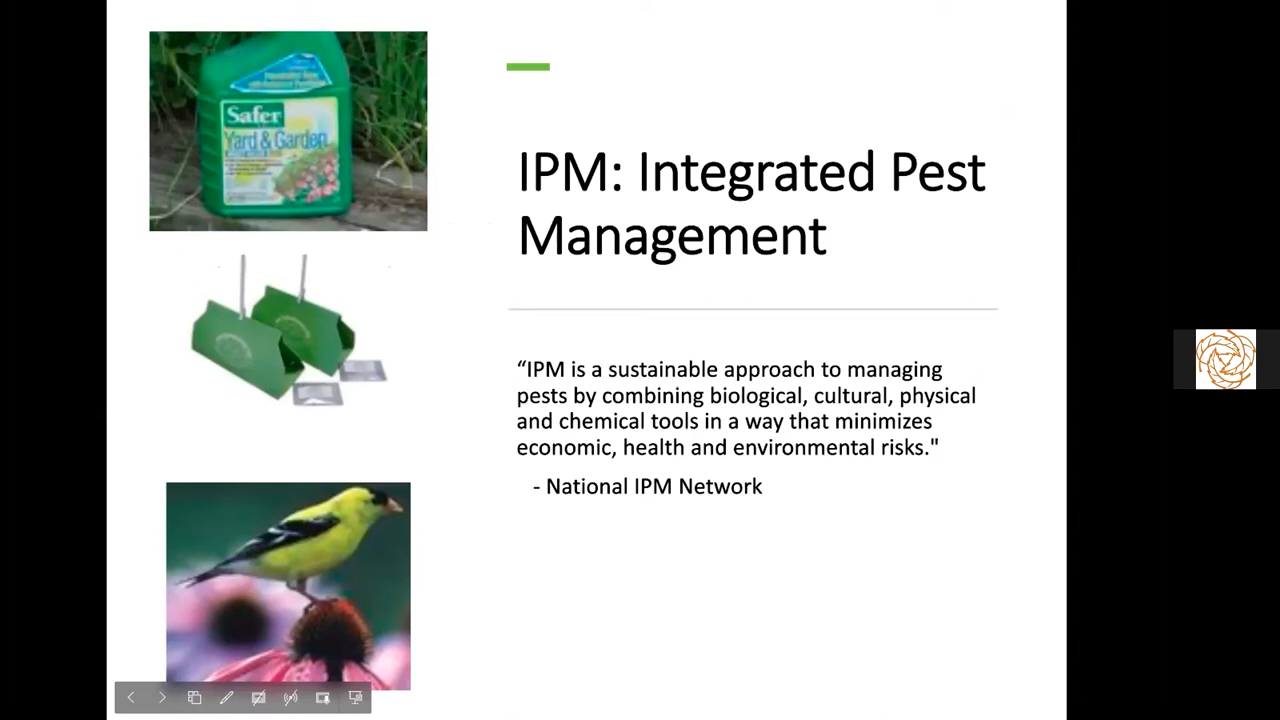 Safer
Yard & Garden
IPM: Integrated Pest
Management
“IPM is a sustainable approach to managing
pests by combining biological, cultural, physical
and chemical tools in a way that minimizes
economic, health and environmental risks."
- National IPM Network